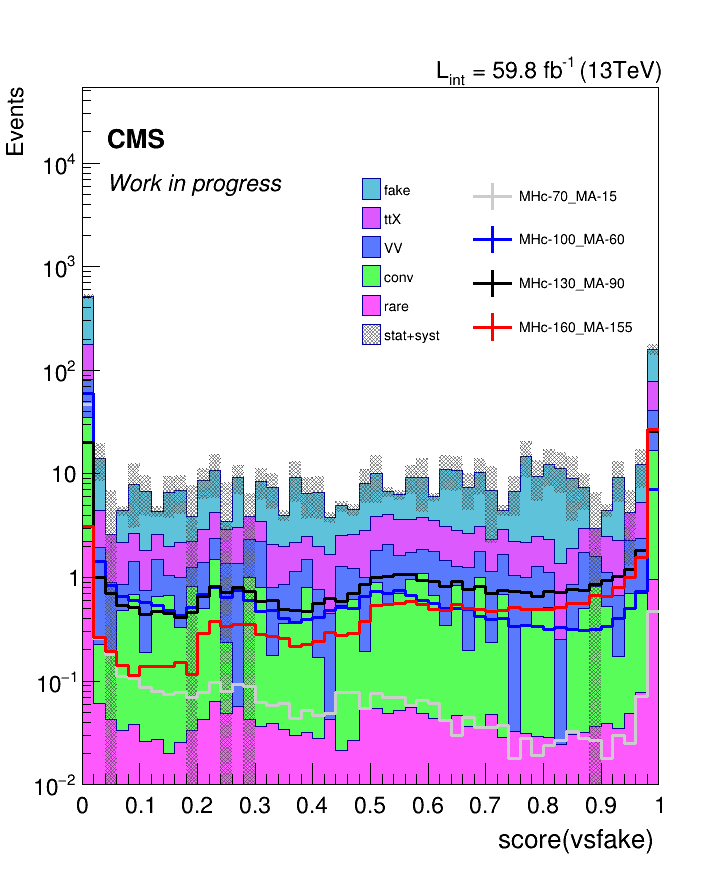 L_int = 59.8 fb^-1 (13TeV)
Events
CMS
Work in progress
fake
ttX
VV
conv
rare
stat+syst
MHc-70_MA-15
MHc-100_MA-60
MHc-130_MA-90
MHc-160_MA-155
10^4
10^3
10^2
10
1
10^-1
10^-2
0 0.1 0.2 0.3 0.4 0.5 0.6 0.7 0.8 0.9 1
score(vsfake)